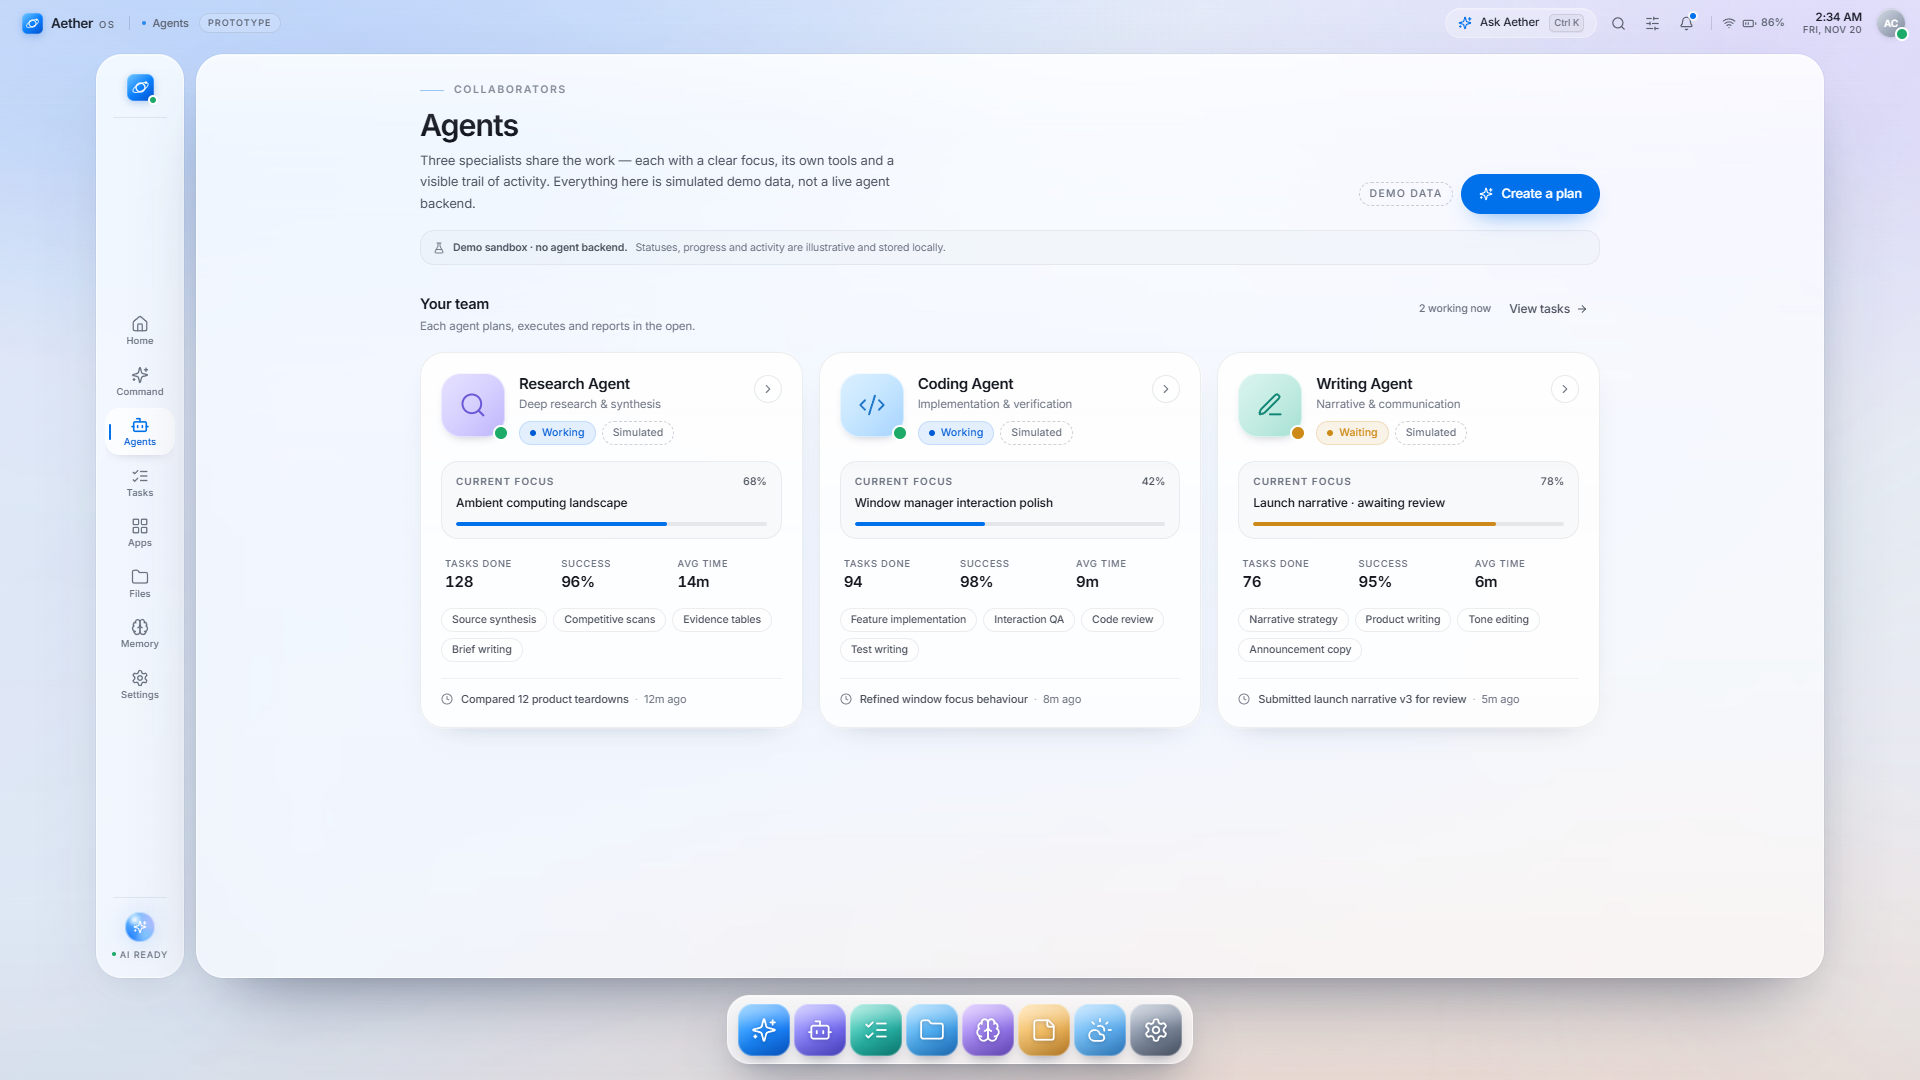 Aether OS
Agents
PROTOTYPE
Ask Aether
Ctrl K
86%
2:34 AM
FRI, NOV 20
AC
COLLABORATORS
Agents
Three specialists share the work — each with a clear focus, its own tools and a
visible trail of activity. Everything here is simulated demo data, not a live agent
backend.
DEMO DATA
Create a plan
Demo sandbox · no agent backend. Statuses, progress and activity are illustrative and stored locally.
Your team
Each agent plans, executes and reports in the open.
2 working now
View tasks
Home
Command
Agents
Tasks
Apps
Files
Memory
Settings
AI READY
Research Agent
Deep research & synthesis
Working
Simulated
CURRENT FOCUS
68%
Ambient computing landscape
TASKS DONE
SUCCESS
AVG TIME
128
96%
14m
Source synthesis
Competitive scans
Evidence tables
Brief writing
Compared 12 product teardowns · 12m ago
Coding Agent
Implementation & verification
Working
Simulated
CURRENT FOCUS
42%
Window manager interaction polish
TASKS DONE
SUCCESS
AVG TIME
94
98%
9m
Feature implementation
Interaction QA
Code review
Test writing
Refined window focus behaviour · 8m ago
Writing Agent
Narrative & communication
Waiting
Simulated
CURRENT FOCUS
78%
Launch narrative · awaiting review
TASKS DONE
SUCCESS
AVG TIME
76
95%
6m
Narrative strategy
Product writing
Tone editing
Announcement copy
Submitted launch narrative v3 for review · 5m ago